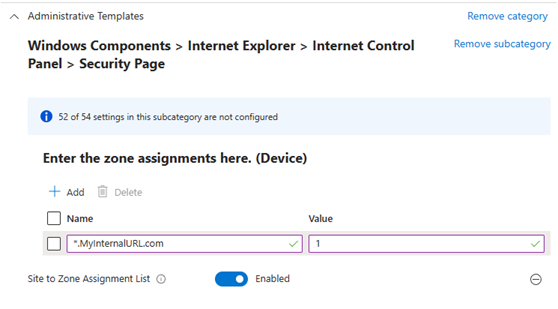 Administrative Templates
Remove category
Windows Components > Internet Explorer > Internet Control
Panel > Security Page
Remove subcategory
52 of 54 settings in this subcategory are not configured
Enter the zone assignments here. (Device)
Add
Delete
Name
Value
*.MyInternalURL.com
1
Site to Zone Assignment List
Enabled